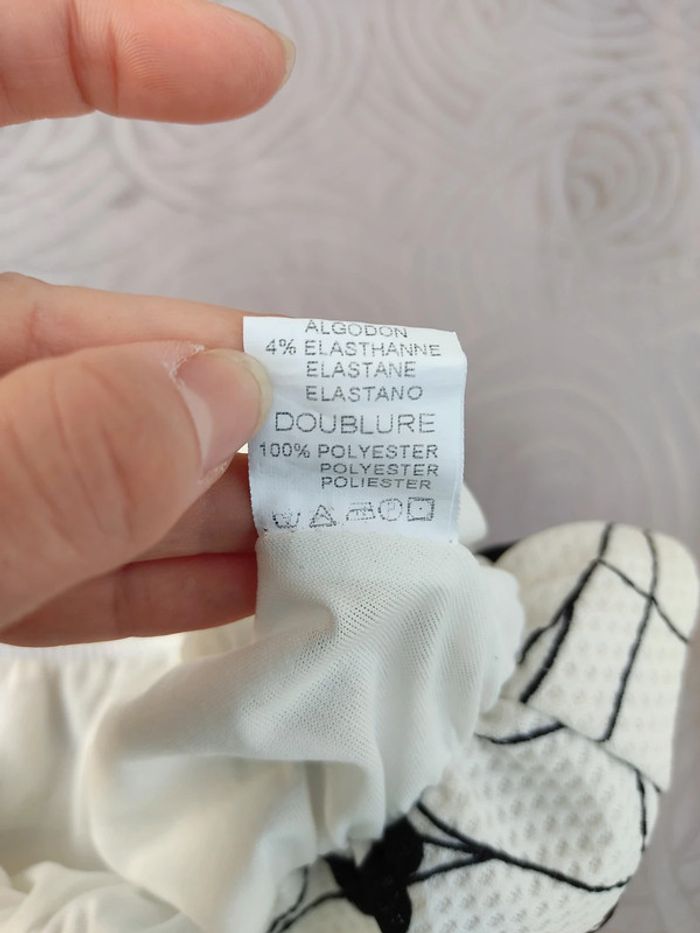 ALGODON
4% ELASTHANNE
ELASTANE
ELASTANO
DOUBLURE
100% POLYESTER
POLYESTER
POLIESTER